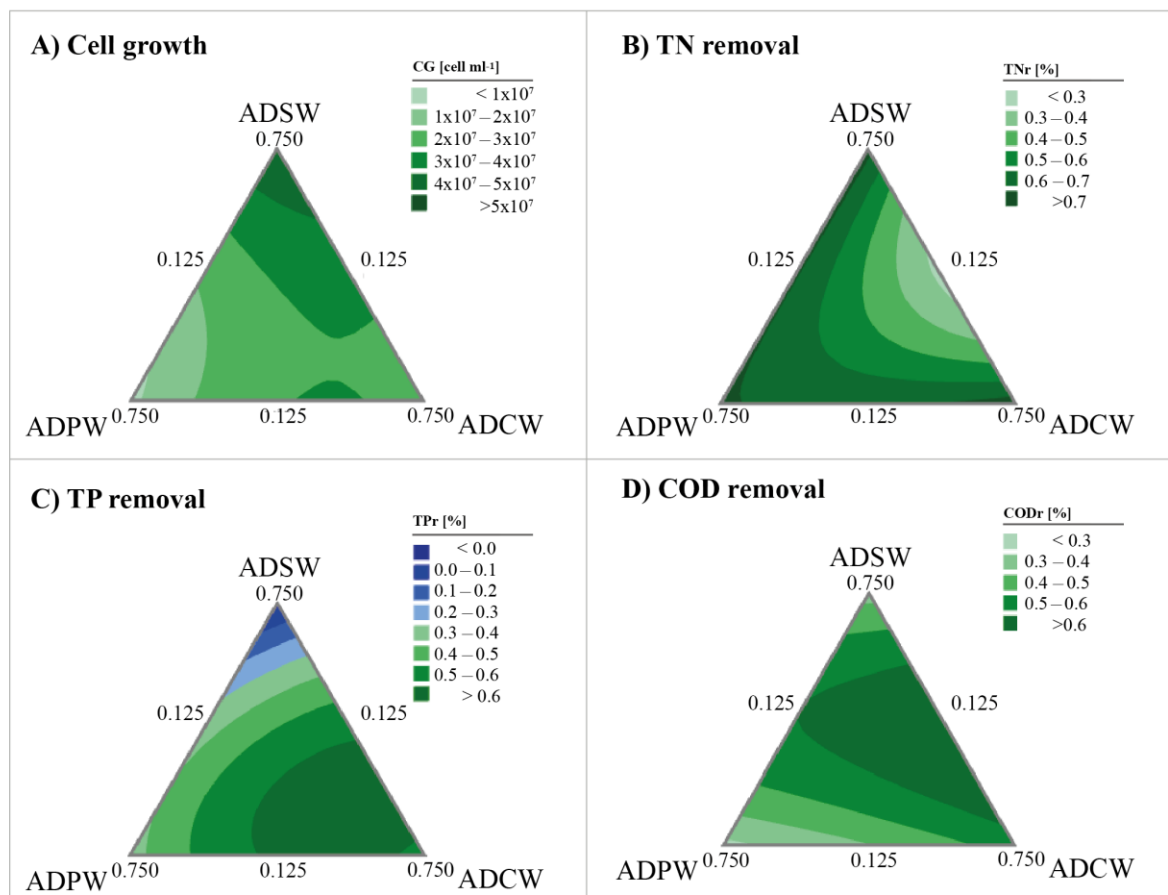 A) Cell growth
CG [cell ml⁻¹]
< 1x10⁷
1x10⁷ – 2x10⁷
2x10⁷ – 3x10⁷
3x10⁷ – 4x10⁷
4x10⁷ – 5x10⁷
>5x10⁷
ADSW
0.750
0.125
0.125
ADPW
0.750
0.125
0.750
ADCW
B) TN removal
TNr [%]
< 0.3
0.3 – 0.4
0.4 – 0.5
0.5 – 0.6
0.6 – 0.7
>0.7
ADSW
0.750
0.125
0.125
ADPW
0.750
0.125
0.750
ADCW
C) TP removal
TPr [%]
< 0.0
0.0 – 0.1
0.1 – 0.2
0.2 – 0.3
0.3 – 0.4
0.4 – 0.5
0.5 – 0.6
> 0.6
ADSW
0.750
0.125
0.125
ADPW
0.750
0.125
0.750
ADCW
D) COD removal
CODr [%]
< 0.3
0.3 – 0.4
0.4 – 0.5
0.5 – 0.6
>0.6
ADSW
0.750
0.125
0.125
ADPW
0.750
0.125
0.750
ADCW